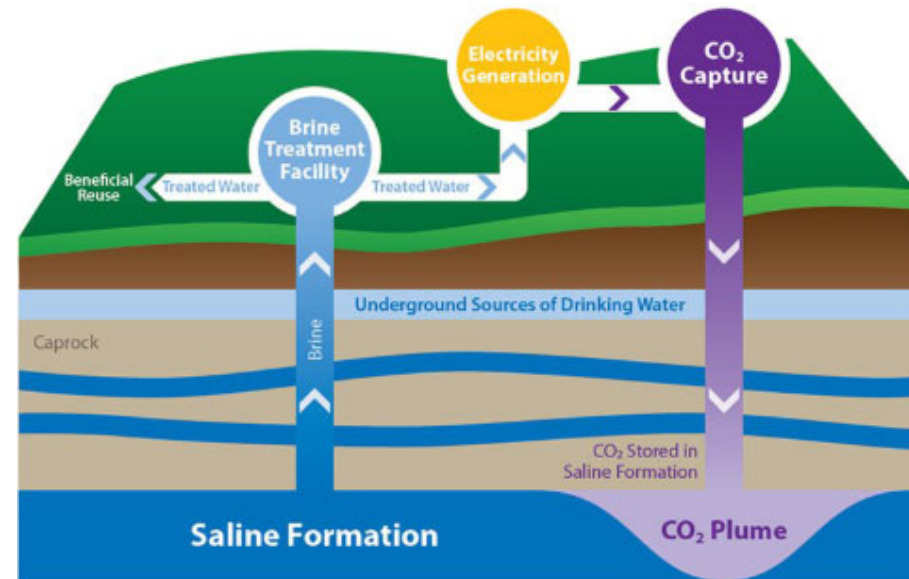 Electricity
Generation
CO₂
Capture
Brine
Treatment
Facility
Beneficial
Reuse
Treated Water
Treated Water
Underground Sources of Drinking Water
Caprock
Brine
CO₂ Stored in
Saline Formation
Saline Formation
CO₂ Plume